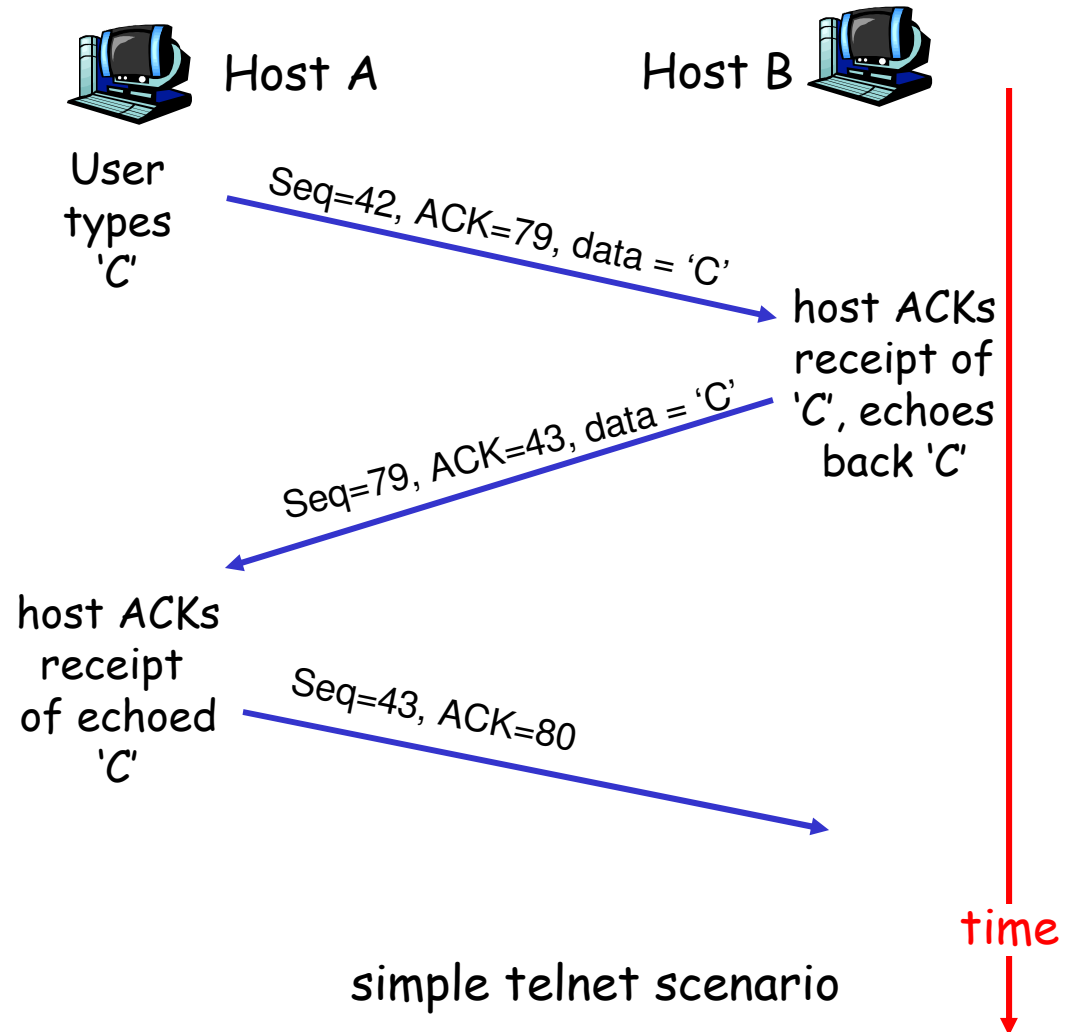 Host A
Host B
User
types
‘C’
Seq=42, ACK=79, data = ‘C’
host ACKs
receipt of
‘C’, echoes
back ‘C’
Seq=79, ACK=43, data = ‘C’
host ACKs
receipt
of echoed
‘C’
Seq=43, ACK=80
time
simple telnet scenario